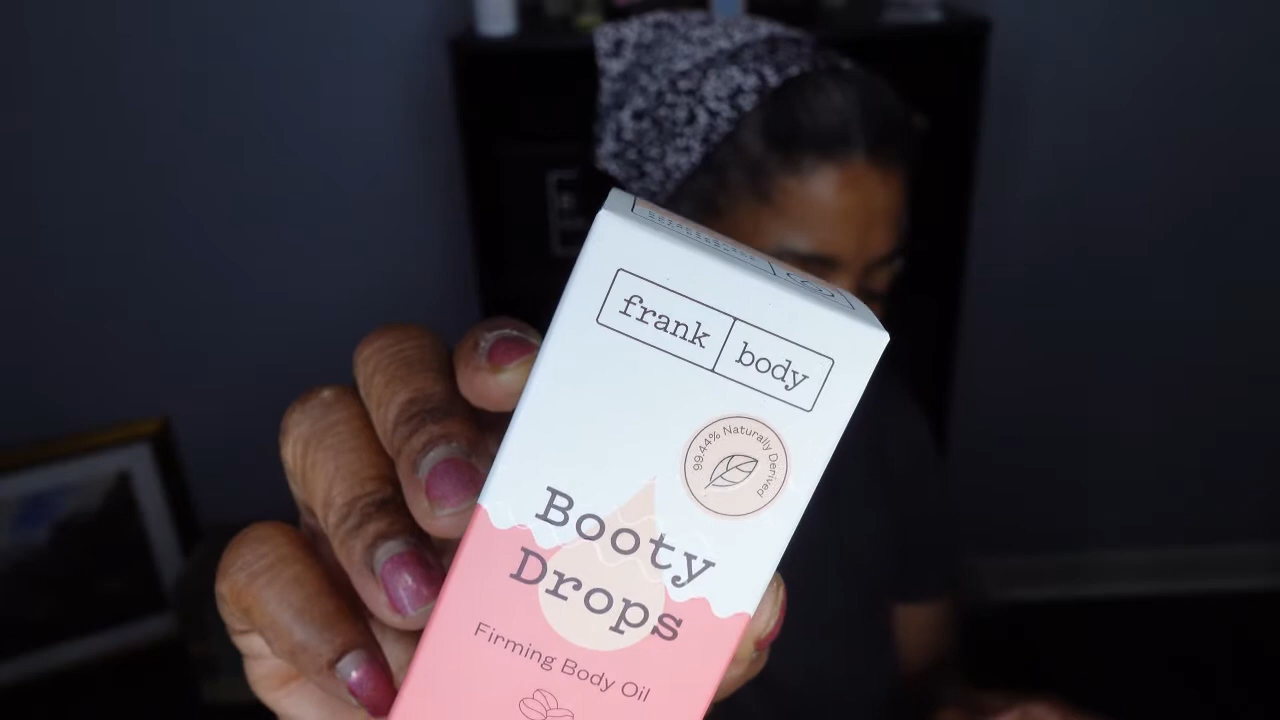 frank body
99.44% Naturally Derived
Booty
Drops
Firming Body Oil